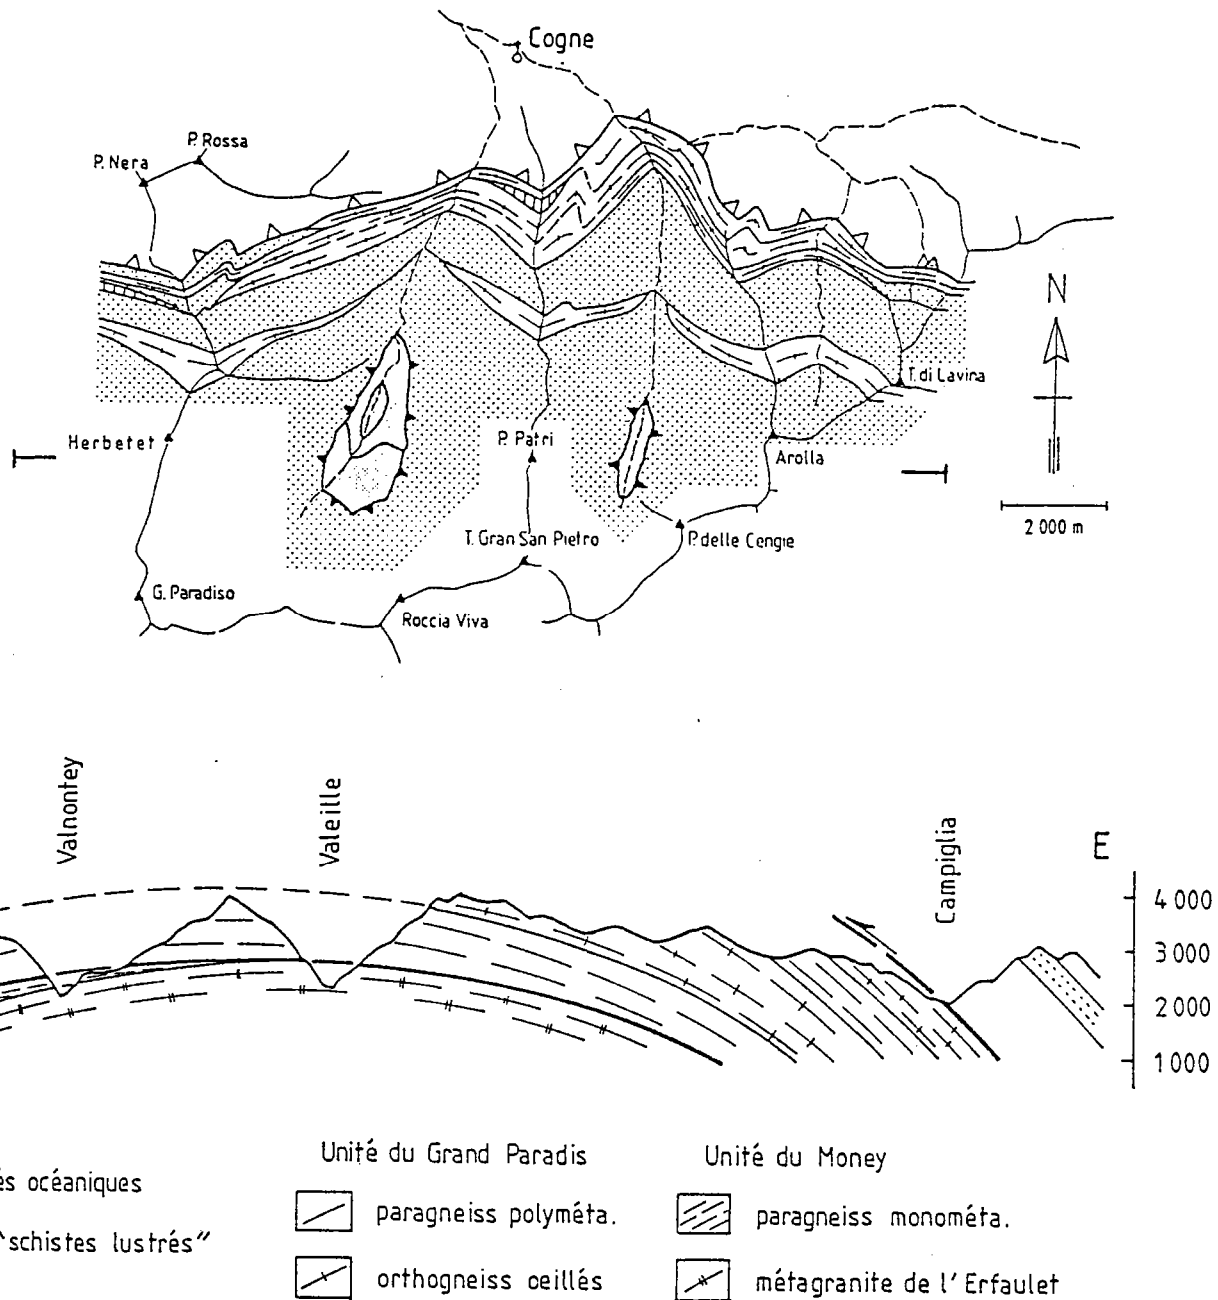 Cogne
P. Rossa
P. Nera
N
T. di Lavina
Herbetet
P. Patri
Arolla
2 000 m
T. Gran San Pietro
P. delle Cengie
G. Paradiso
Roccia Viva
Valnontey
Valeille
Campiglia
E
4 000
3 000
2 000
1 000
Unité du Grand Paradis
Unité du Money
és océaniques
paragneiss polyméta.
paragneiss monométa.
"schistes lustrés"
orthogneiss oeillés
métagranite de l'Erfaulet